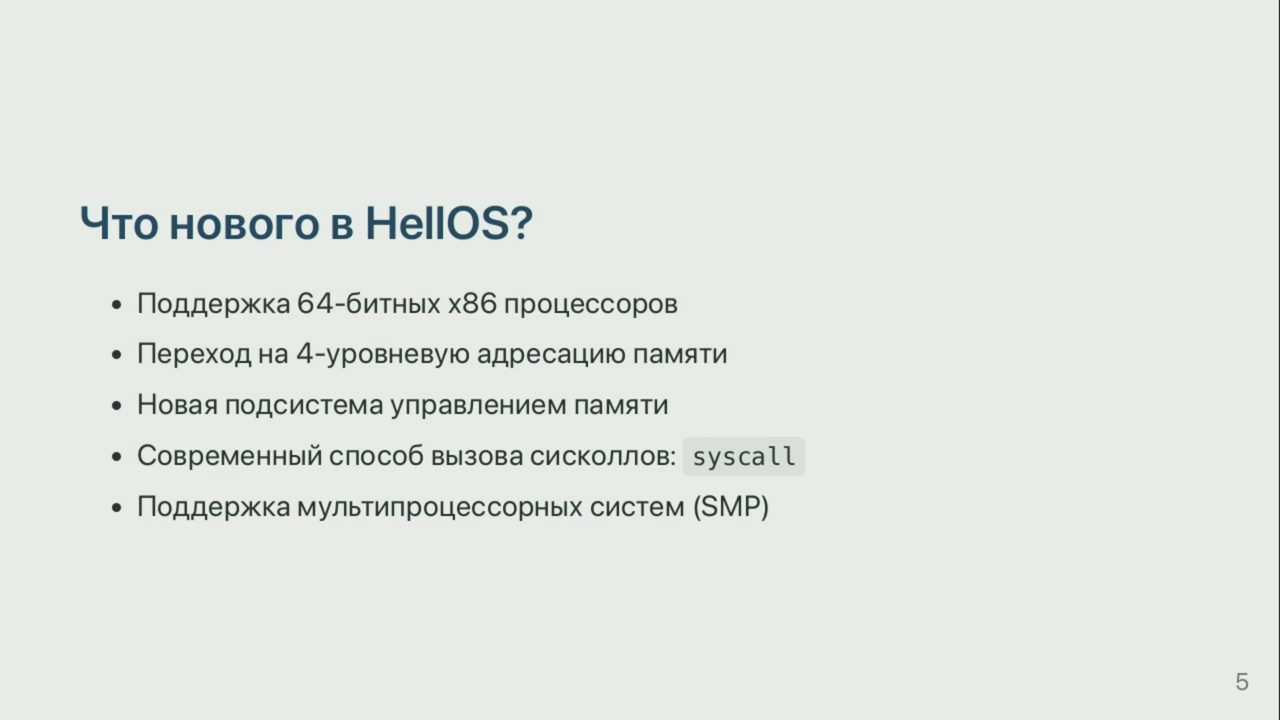 Что нового в HellOS?
Поддержка 64-битных x86 процессоров
Переход на 4-уровневую адресацию памяти
Новая подсистема управлением памяти
Современный способ вызова сисколлов: syscall
Поддержка мультипроцессорных систем (SMP)
5